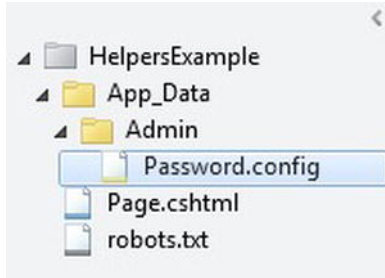 HelpersExample
App_Data
Admin
Password.config
Page.cshtml
robots.txt